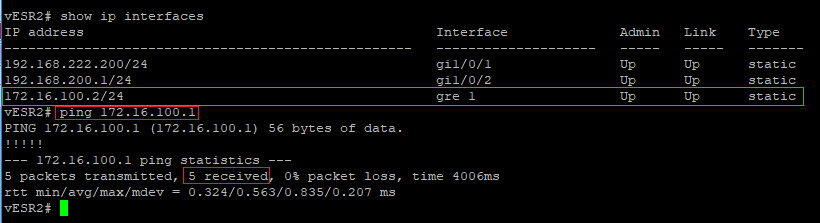 vESR2# show ip interfaces
IP address Interface Admin Link Type
--------------------------------------------------- -------------------- ----- ----- -------
192.168.222.200/24 gi1/0/1 Up Up static
192.168.200.1/24 gi1/0/2 Up Up static
172.16.100.2/24 gre 1 Up Up static
vESR2# ping 172.16.100.1
PING 172.16.100.1 (172.16.100.1) 56 bytes of data.
!!!!!
--- 172.16.100.1 ping statistics ---
5 packets transmitted, 5 received, 0% packet loss, time 4006ms
rtt min/avg/max/mdev = 0.324/0.563/0.835/0.207 ms
vESR2#